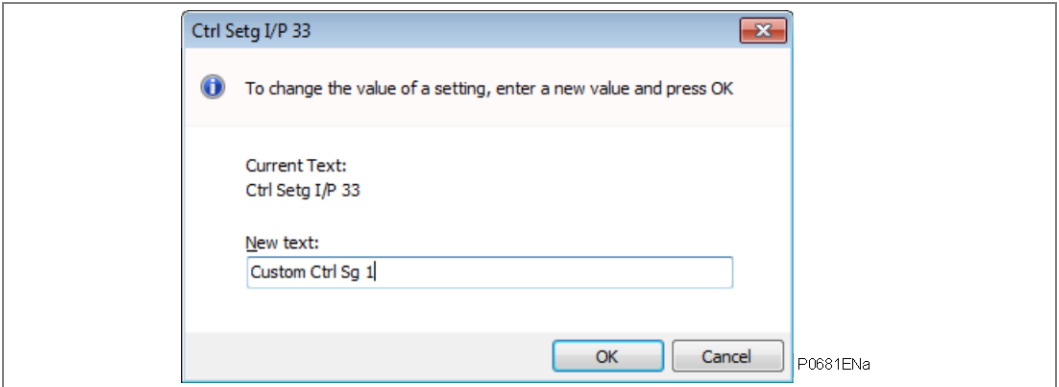 Ctrl Setg I/P 33
To change the value of a setting, enter a new value and press OK
Current Text:
Ctrl Setg I/P 33
New text:
Custom Ctrl Sg 1
OK Cancel
P0681ENa